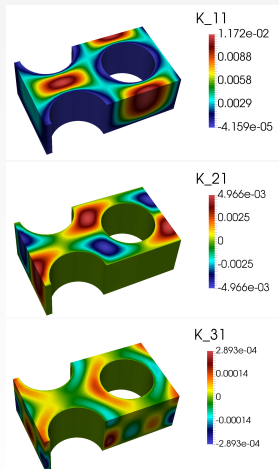 K_11
1.172e-02
0.0088
0.0058
0.0029
-4.159e-05
K_21
4.966e-03
0.0025
0
-0.0025
-4.966e-03
K_31
2.893e-04
0.00014
0
-0.00014
-2.893e-04